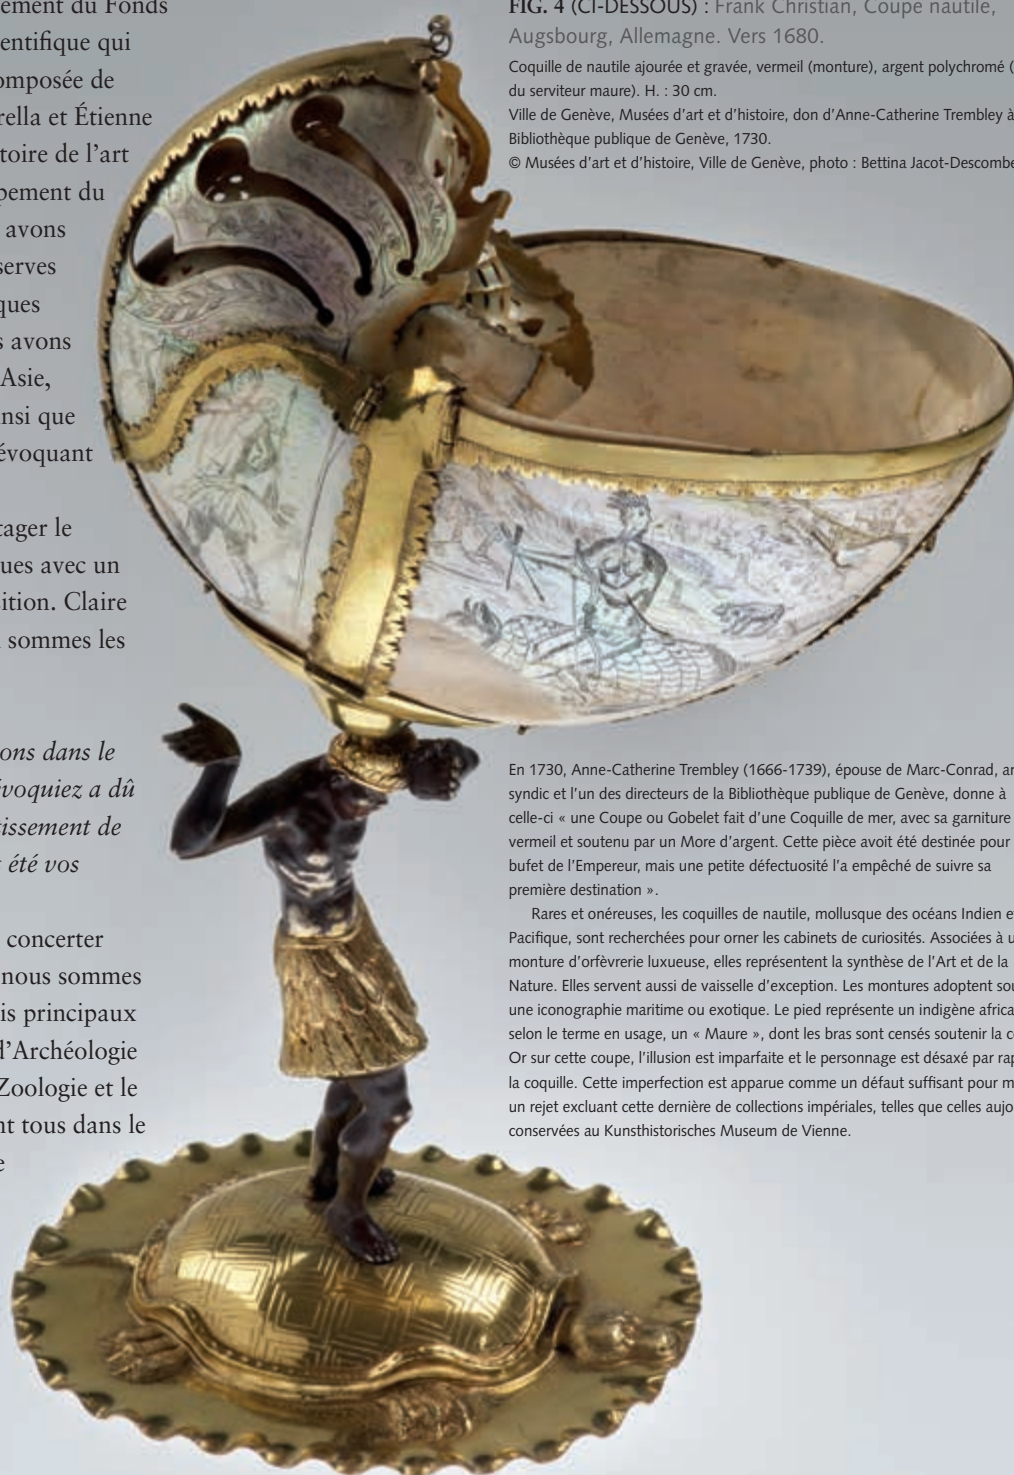 ement du Fonds
entifique qui
omposée de
rella et Étienne
toire de l'art
pement du
avons
serves
ques
s avons
Asie,
insi que
évoquant
tager le
ques avec un
ition. Claire
sommes les
ons dans le
évoquiez a dû
tissement de
été vos
concerter
nous sommes
is principaux
d'Archéologie
Zoologie et le
nt tous dans le
e
FIG. 4 (CI-DESSOUS) : Frank Christian, Coupe nautile,
Augsbourg, Allemagne. Vers 1680.
Coquille de nautile ajourée et gravée, vermeil (monture), argent polychromé (
du serviteur maure). H. : 30 cm.
Ville de Genève, Musées d'art et d'histoire, don d'Anne-Catherine Trembley à
Bibliothèque publique de Genève, 1730.
© Musées d'art et d'histoire, Ville de Genève, photo : Bettina Jacot-Descombe
En 1730, Anne-Catherine Trembley (1666-1739), épouse de Marc-Conrad, an
syndic et l'un des directeurs de la Bibliothèque publique de Genève, donne à
celle-ci « une Coupe ou Gobelet fait d'une Coquille de mer, avec sa garniture
vermeil et soutenu par un More d'argent. Cette pièce avoit été destinée pour
bufet de l'Empereur, mais une petite défectuosité l'a empêché de suivre sa
première destination ».
Rares et onéreuses, les coquilles de nautile, mollusque des océans Indien e
Pacifique, sont recherchées pour orner les cabinets de curiosités. Associées à u
monture d'orfèvrerie luxueuse, elles représentent la synthèse de l'Art et de la
Nature. Elles servent aussi de vaisselle d'exception. Les montures adoptent sou
une iconographie maritime ou exotique. Le pied représente un indigène africa
selon le terme en usage, un « Maure », dont les bras sont censés soutenir la c
Or sur cette coupe, l'illusion est imparfaite et le personnage est désaxé par rap
la coquille. Cette imperfection est apparue comme un défaut suffisant pour m
un rejet excluant cette dernière de collections impériales, telles que celles aujo
conservées au Kunsthistorisches Museum de Vienne.